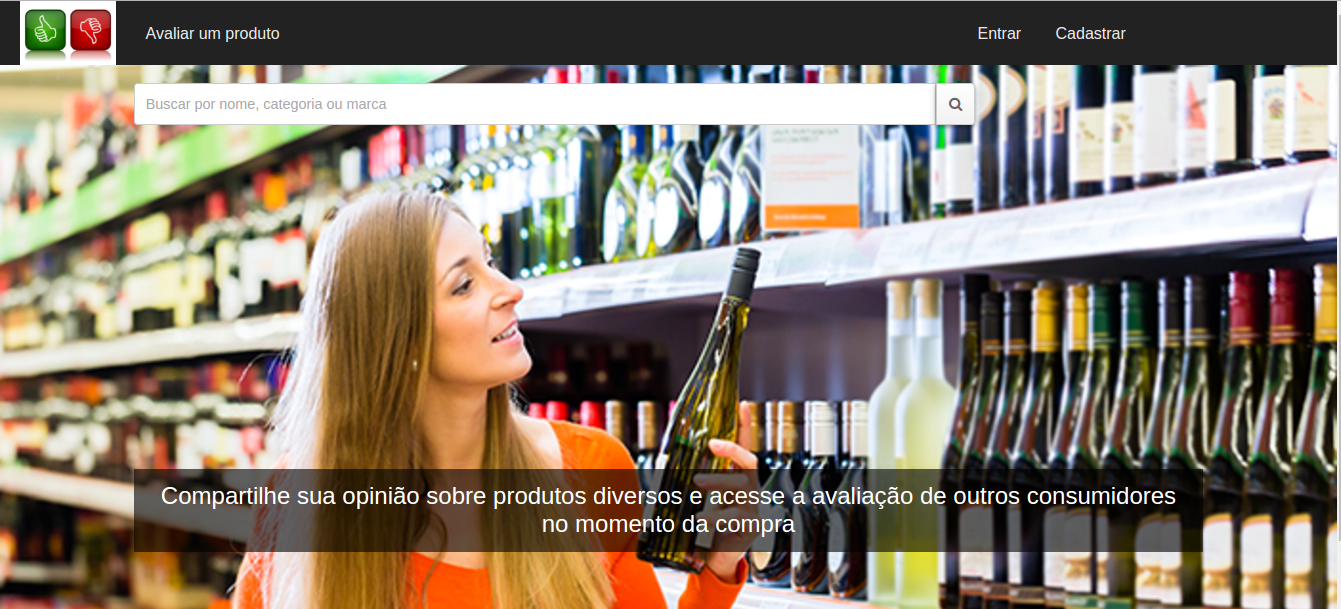 Avaliar um produto
Entrar
Cadastrar
Buscar por nome, categoria ou marca
Compartilhe sua opinião sobre produtos diversos e acesse a avaliação de outros consumidores
no momento da compra